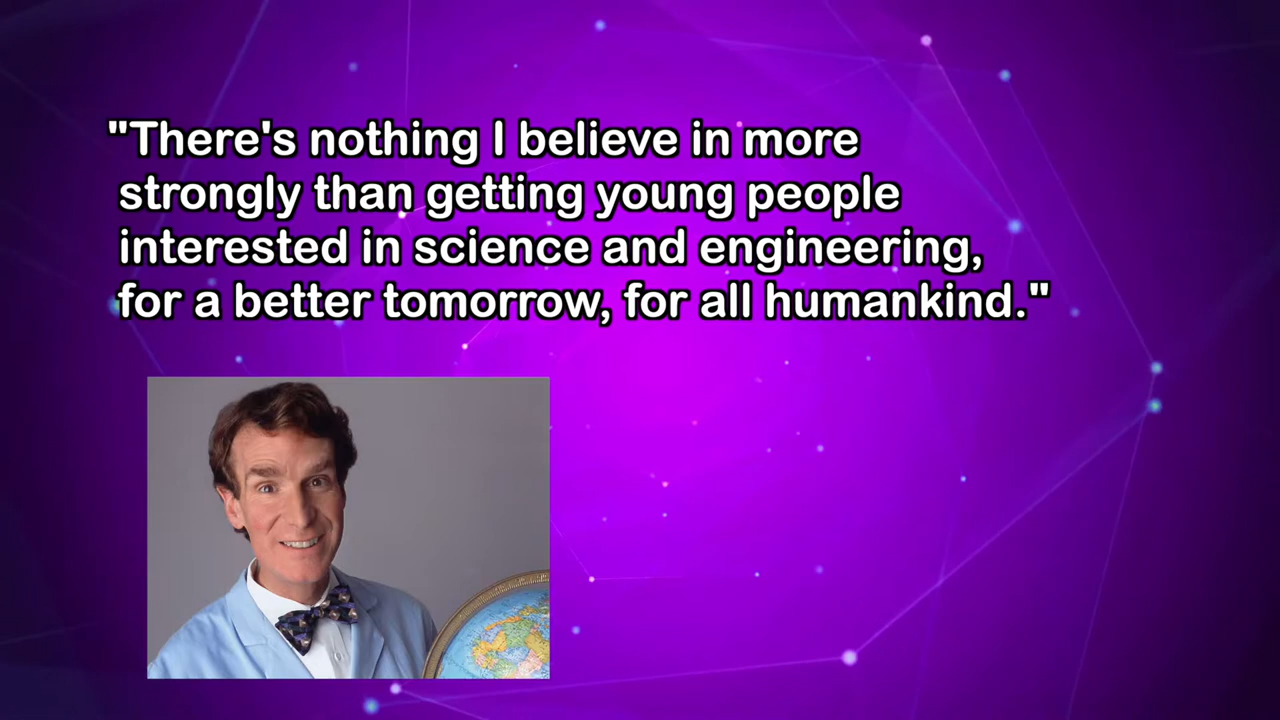 "There's nothing I believe in more
strongly than getting young people
interested in science and engineering,
for a better tomorrow, for all humankind."